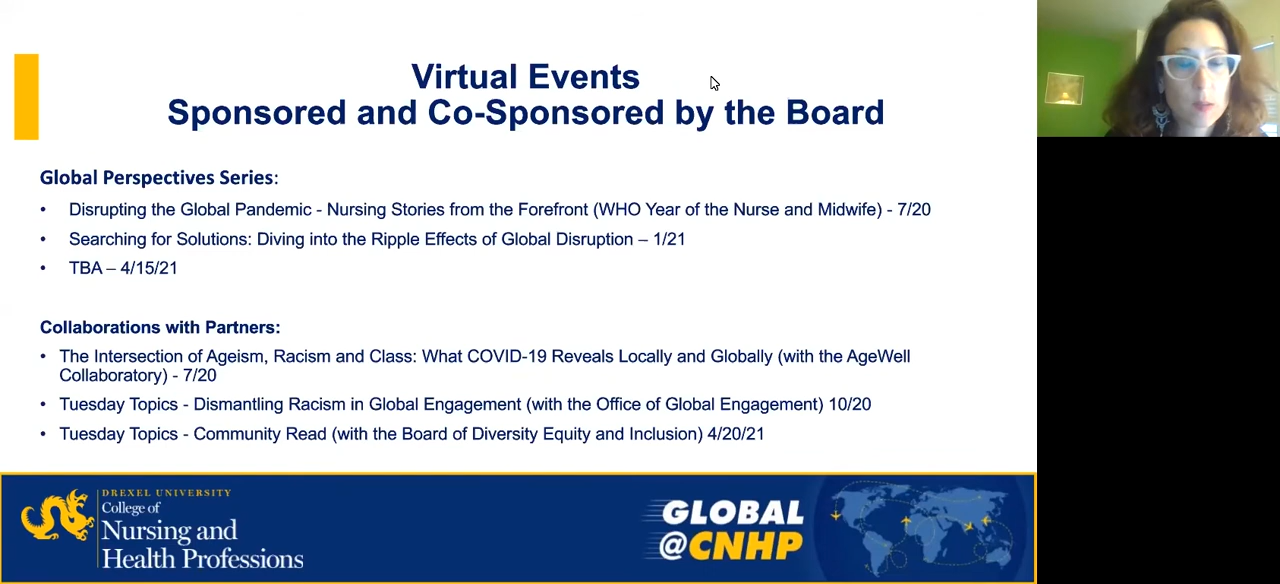 Virtual Events
Sponsored and Co-Sponsored by the Board
Global Perspectives Series:
• Disrupting the Global Pandemic - Nursing Stories from the Forefront (WHO Year of the Nurse and Midwife) - 7/20
• Searching for Solutions: Diving into the Ripple Effects of Global Disruption – 1/21
• TBA – 4/15/21
Collaborations with Partners:
• The Intersection of Ageism, Racism and Class: What COVID-19 Reveals Locally and Globally (with the AgeWell
Collaboratory) - 7/20
• Tuesday Topics - Dismantling Racism in Global Engagement (with the Office of Global Engagement) 10/20
• Tuesday Topics - Community Read (with the Board of Diversity Equity and Inclusion) 4/20/21
DREXEL UNIVERSITY
College of
Nursing and
Health Professions
GLOBAL
@CNHP